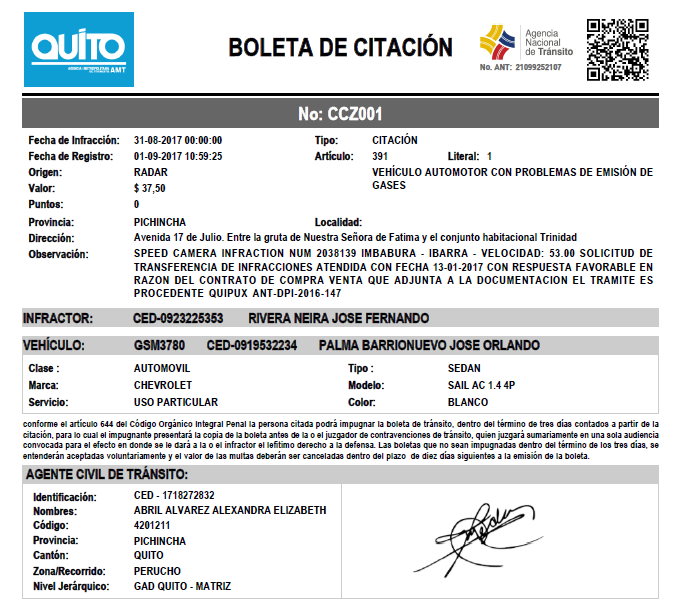 QUITO
AGENCIA METROPOLITANA DE TRÁNSITO AMT
BOLETA DE CITACIÓN
Agencia
Nacional
de Tránsito
No. ANT: 21099252107
No: CCZ001
Fecha de Infracción: 31-08-2017 00:00:00 Tipo: CITACIÓN
Fecha de Registro: 01-09-2017 10:59:25 Artículo: 391 Literal: 1
Origen: RADAR VEHÍCULO AUTOMOTOR CON PROBLEMAS DE EMISIÓN DE
Valor: $ 37,50 GASES
Puntos: 0
Provincia: PICHINCHA Localidad:
Dirección: Avenida 17 de Julio. Entre la gruta de Nuestra Señora de Fatima y el conjunto habitacional Trinidad
Observación: SPEED CAMERA INFRACTION NUM 2038139 IMBABURA - IBARRA - VELOCIDAD: 53.00 SOLICITUD DE
TRANSFERENCIA DE INFRACCIONES ATENDIDA CON FECHA 13-01-2017 CON RESPUESTA FAVORABLE EN
RAZON DEL CONTRATO DE COMPRA VENTA QUE ADJUNTA A LA DOCUMENTACION EL TRAMITE ES
PROCEDENTE QUIPUX ANT-DPI-2016-147
INFRACTOR: CED-0923225353 RIVERA NEIRA JOSE FERNANDO
VEHÍCULO: GSM3780 CED-0919532234 PALMA BARRIONUEVO JOSE ORLANDO
Clase : AUTOMOVIL Tipo : SEDAN
Marca: CHEVROLET Modelo: SAIL AC 1.4 4P
Servicio: USO PARTICULAR Color: BLANCO
conforme el artículo 644 del Código Orgánico Integral Penal la persona citada podrá impugnar la boleta de tránsito, dentro del término de tres días contados a partir de la
citación, para lo cual el impugnante presentará la copia de la boleta antes de la o el juzgador de contravenciones de tránsito, quien juzgará sumariamente en una sola audiencia
convocada para el efecto en donde se le dará a la o el infractor el lefitimo derecho a la defensa. Las boletas que no sean impugnadas dentro del término de los tres días, se
entenderán aceptadas voluntariamente y el valor de las multas deberán ser canceladas dentro del plazo de diez días siguientes a la emisión de la boleta.
AGENTE CIVIL DE TRÁNSITO:
Identificación: CED - 1718272832
Nombres: ABRIL ALVAREZ ALEXANDRA ELIZABETH
Código: 4201211
Provincia: PICHINCHA
Cantón: QUITO
Zona/Recorrido: PERUCHO
Nivel Jerárquico: GAD QUITO - MATRIZ